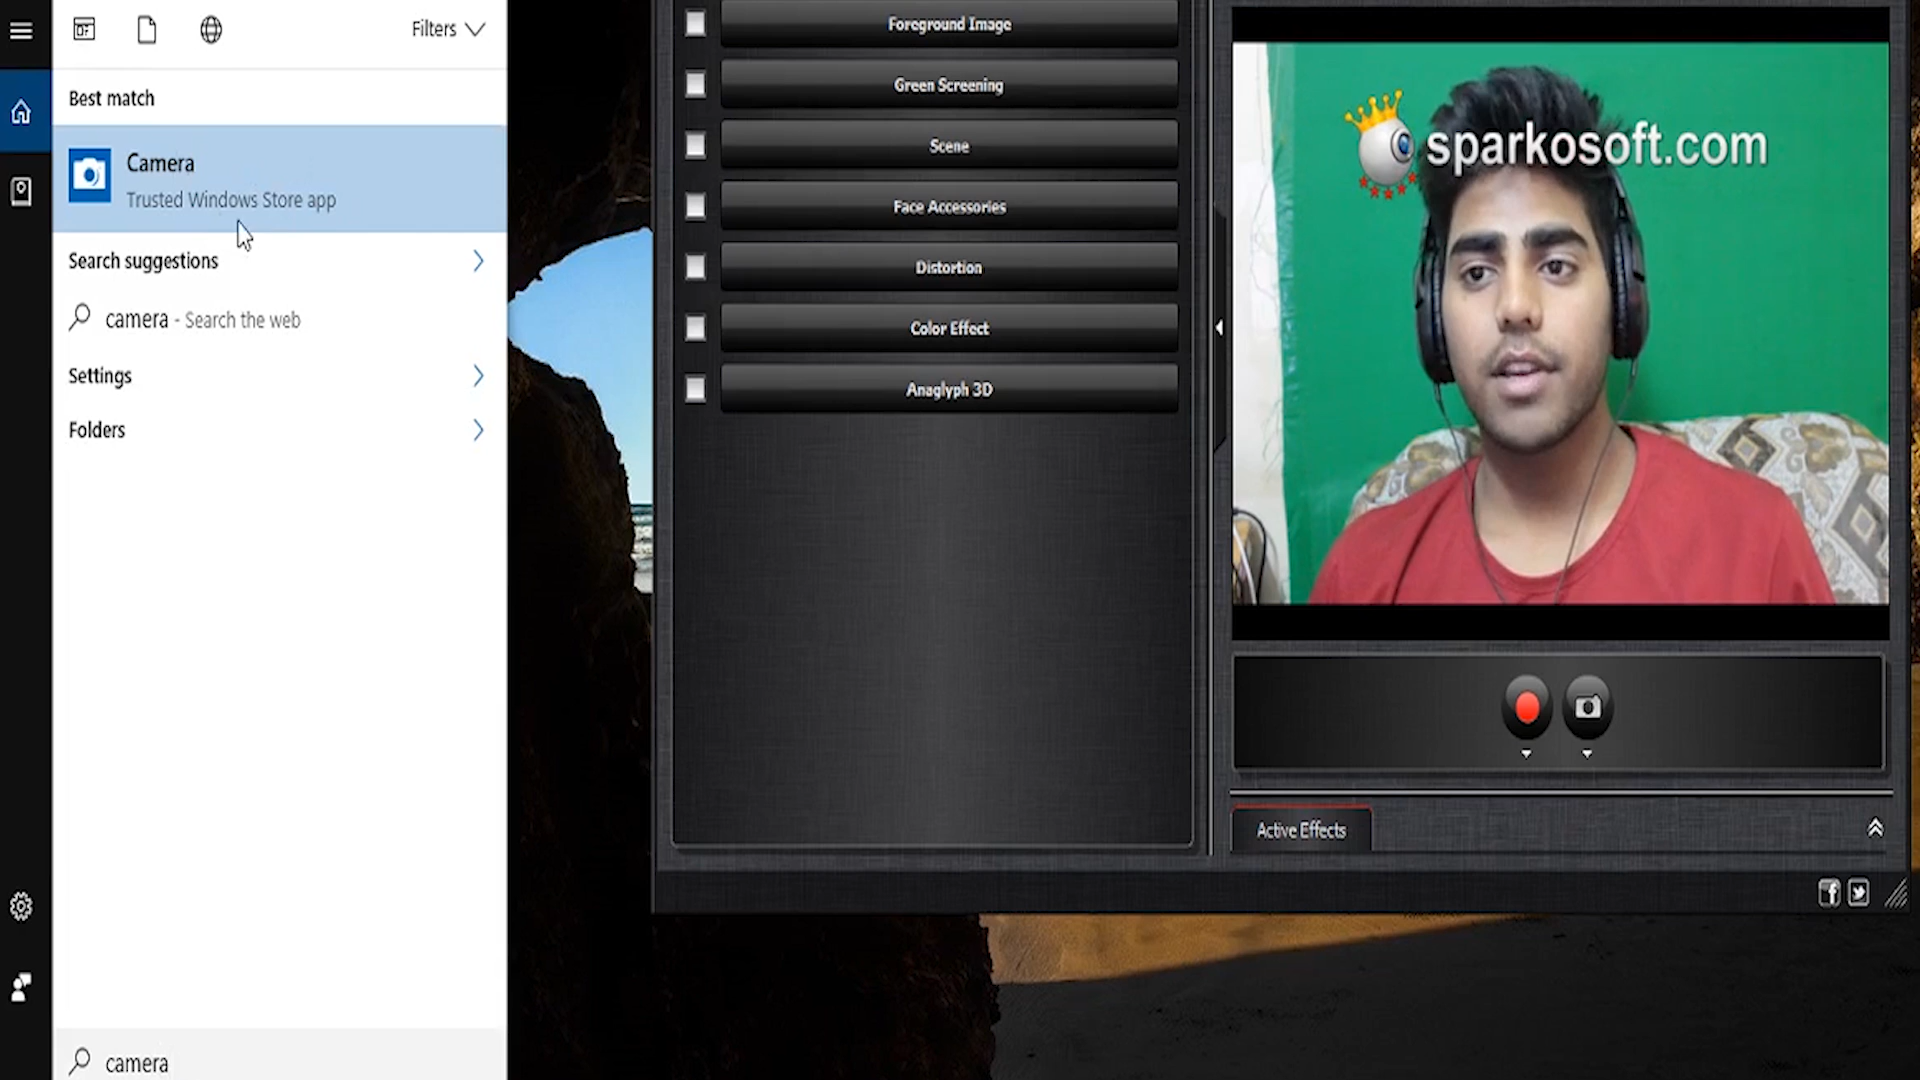 Filters
Best match
Camera
Trusted Windows Store app
Search suggestions
camera - Search the web
Settings
Folders
camera
Foreground Image
Green Screening
Scene
Face Accessories
Distortion
Color Effect
Anaglyph 3D
sparkosoft.com
Active Effects